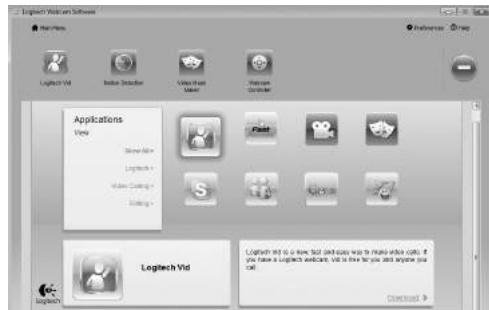 Logitech Webcam Software
Main Menu
Preferences
Help
Logitech Vid
Motion Detection
Video Mask Maker
Webcam Controller
Applications
View
Show All
Logitech
Video Calling
Editing
Fast
S
Logitech Vid
Logitech Vid is a new, fast and easy way to make video calls. If
you have a Logitech webcam, Vid is free for you and anyone you
call.
Logitech
Download